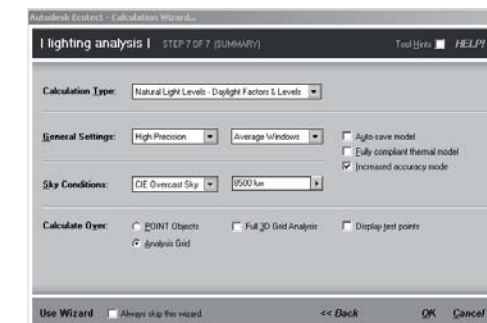 Autodesk Ecotect - Calculation Wizard...
| lighting analysis | STEP 7 OF 7 (SUMMARY) Tool Hints HELP!
Calculation Type: Natural Light Levels - Daylight Factors & Levels
General Settings: High Precision Average Windows Auto-save model
Fully compliant thermal model
Increased accuracy mode
Sky Conditions: CIE Overcast Sky 8500 lux
Calculate Over: POINT Objects Full 3D Grid Analysis Display test points
Analysis Grid
Use Wizard Always skip this wizard. << Back OK Cancel